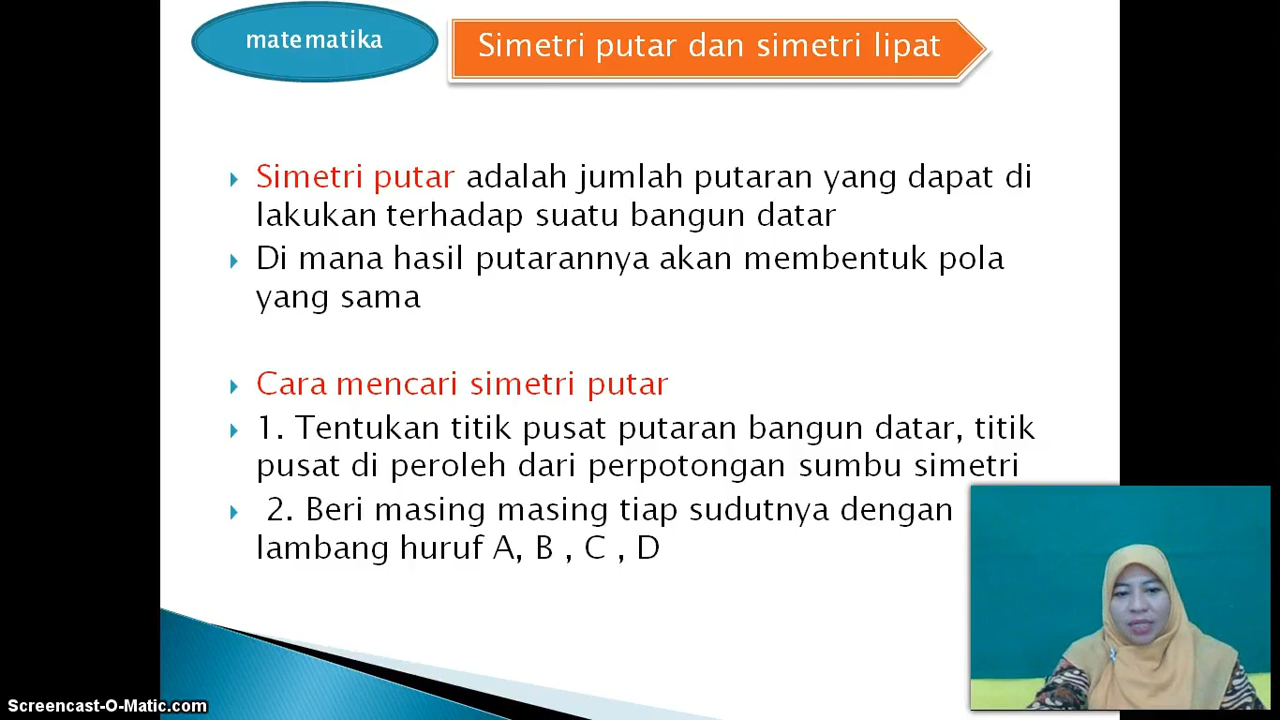 matematika
Simetri putar dan simetri lipat
Simetri putar adalah jumlah putaran yang dapat di
lakukan terhadap suatu bangun datar
Di mana hasil putarannya akan membentuk pola
yang sama
Cara mencari simetri putar
1. Tentukan titik pusat putaran bangun datar, titik
pusat di peroleh dari perpotongan sumbu simetri
2. Beri masing masing tiap sudutnya dengan
lambang huruf A, B , C , D
Screencast-O-Matic.com